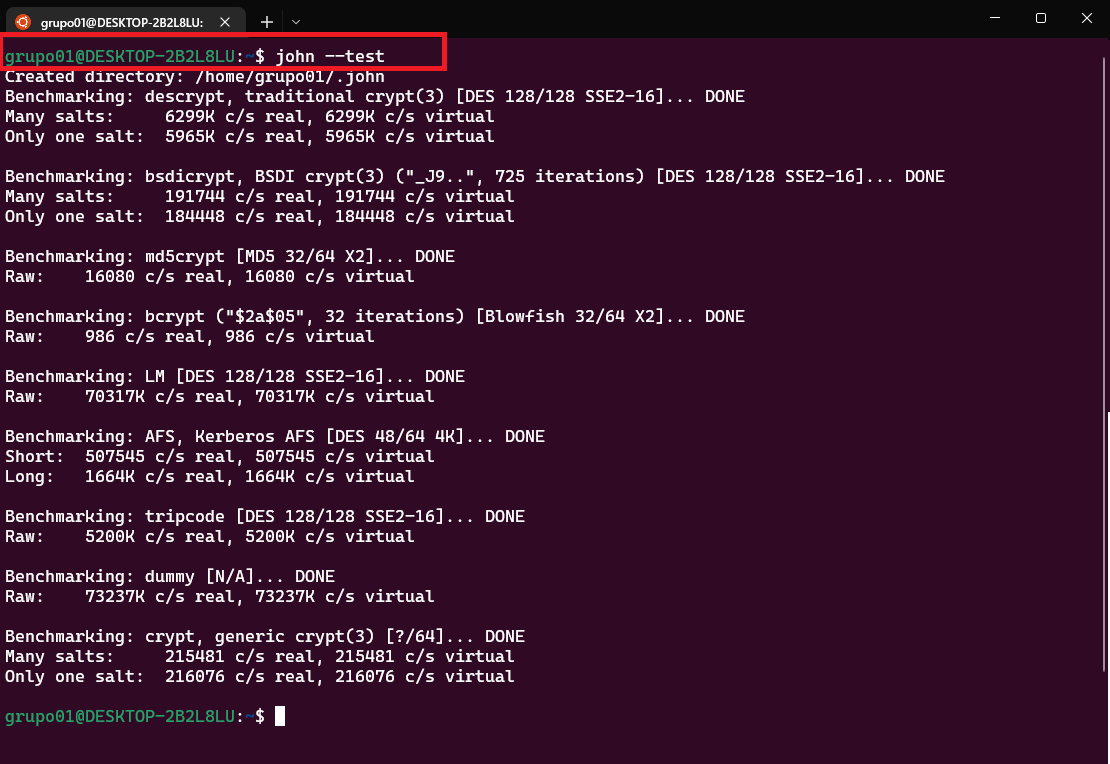 grupo01@DESKTOP-2B2L8LU:
grupo01@DESKTOP-2B2L8LU:~$ john --test
Created directory: /home/grupo01/.john
Benchmarking: descrypt, traditional crypt(3) [DES 128/128 SSE2-16]... DONE
Many salts:     6299K c/s real, 6299K c/s virtual
Only one salt:  5965K c/s real, 5965K c/s virtual

Benchmarking: bsdicrypt, BSDI crypt(3) ("_J9..", 725 iterations) [DES 128/128 SSE2-16]... DONE
Many salts:     191744 c/s real, 191744 c/s virtual
Only one salt:  184448 c/s real, 184448 c/s virtual

Benchmarking: md5crypt [MD5 32/64 X2]... DONE
Raw:    16080 c/s real, 16080 c/s virtual

Benchmarking: bcrypt ("$2a$05", 32 iterations) [Blowfish 32/64 X2]... DONE
Raw:    986 c/s real, 986 c/s virtual

Benchmarking: LM [DES 128/128 SSE2-16]... DONE
Raw:    70317K c/s real, 70317K c/s virtual

Benchmarking: AFS, Kerberos AFS [DES 48/64 4K]... DONE
Short:  507545 c/s real, 507545 c/s virtual
Long:   1664K c/s real, 1664K c/s virtual

Benchmarking: tripcode [DES 128/128 SSE2-16]... DONE
Raw:    5200K c/s real, 5200K c/s virtual

Benchmarking: dummy [N/A]... DONE
Raw:    73237K c/s real, 73237K c/s virtual

Benchmarking: crypt, generic crypt(3) [?/64]... DONE
Many salts:     215481 c/s real, 215481 c/s virtual
Only one salt:  216076 c/s real, 216076 c/s virtual

grupo01@DESKTOP-2B2L8LU:~$